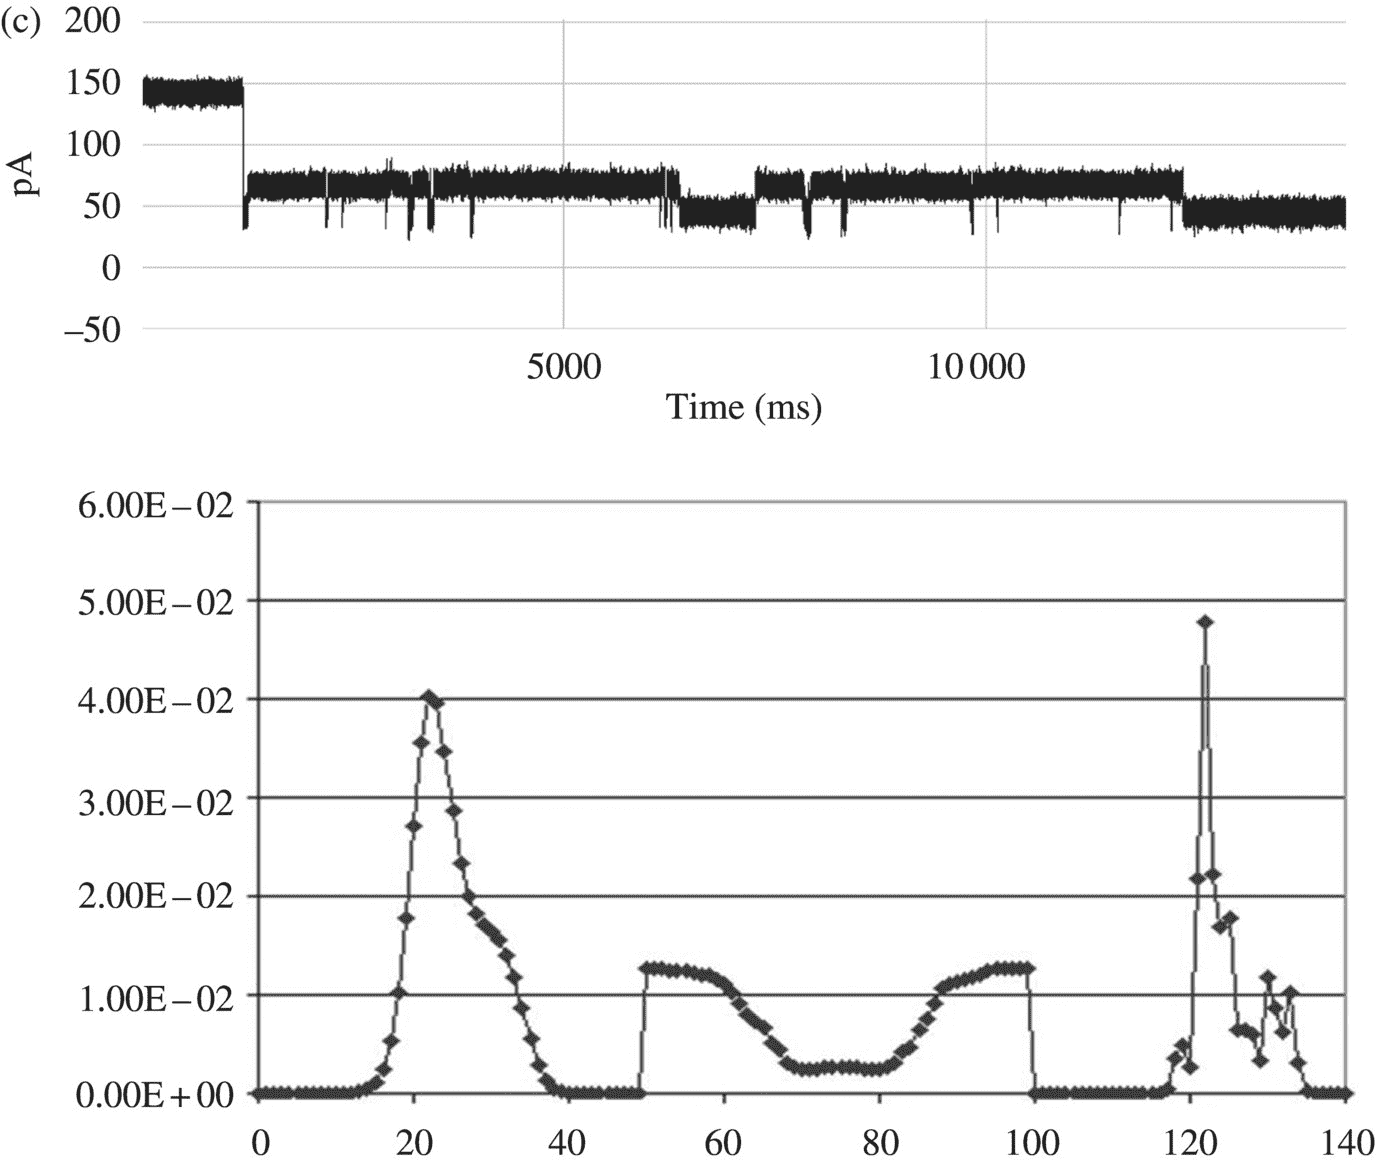 (c)
200
150
100
50
0
–50
pA
5000 10 000
Time (ms)
6.00E – 02
5.00E – 02
4.00E – 02
3.00E – 02
2.00E – 02
1.00E – 02
0.00E + 00
0 20 40 60 80 100 120 140